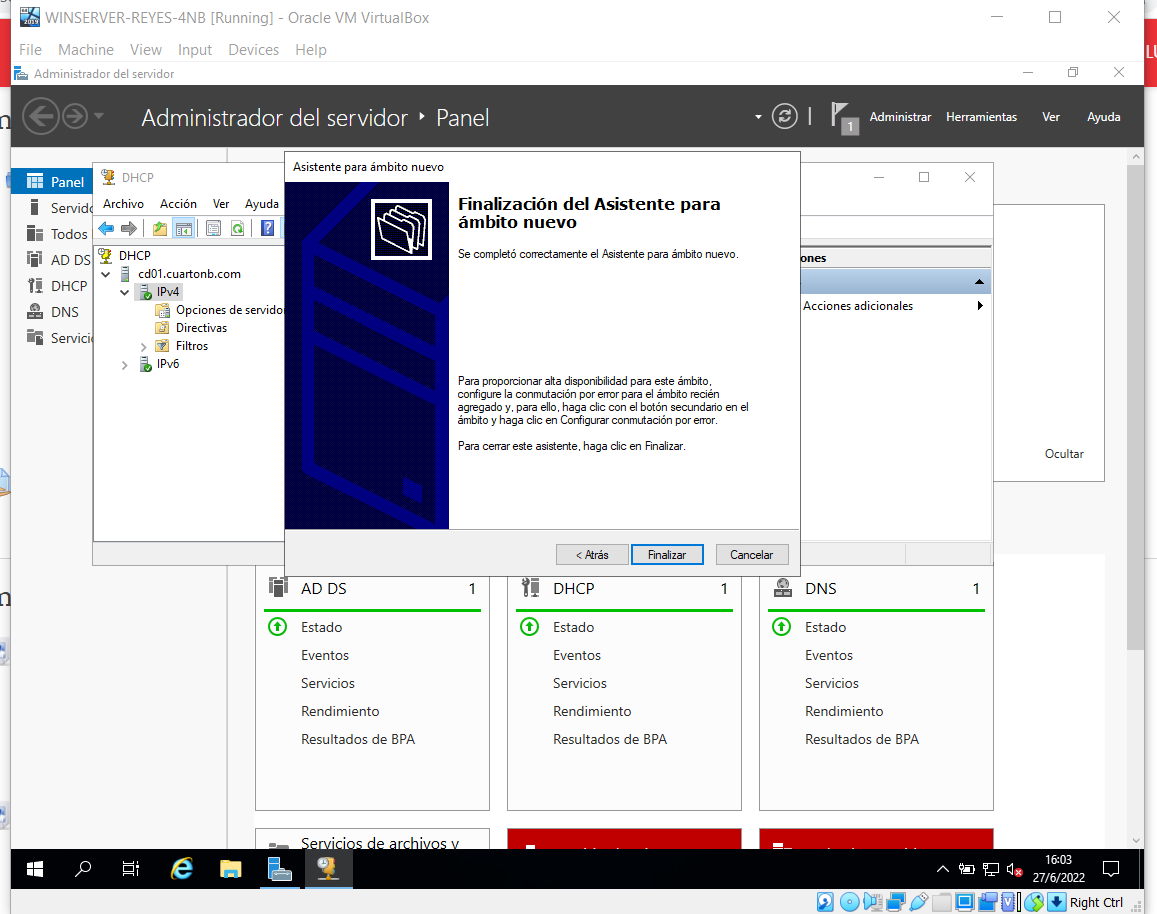 WINSERVER-REYES-4NB [Running] - Oracle VM VirtualBox
File Machine View Input Devices Help
Administrador del servidor
Administrador del servidor ‣ Panel
1
Administrar Herramientas Ver Ayuda
Panel
Todos
AD DS
DHCP
DNS
DHCP
Archivo Acción Ver Ayuda
DHCP
cd01.cuartonb.com
IPv4
Opciones de servido
Directivas
Filtros
IPv6
Asistente para ámbito nuevo
Finalización del Asistente para
ámbito nuevo
Se completó correctamente el Asistente para ámbito nuevo.
Para proporcionar alta disponibilidad para este ámbito,
configure la conmutación por error para el ámbito recién
agregado y, para ello, haga clic con el botón secundario en el
ámbito y haga clic en Configurar conmutación por error.
Para cerrar este asistente, haga clic en Finalizar.
< Atrás Finalizar Cancelar
ones
Acciones adicionales
Ocultar
AD DS 1
Estado
Eventos
Servicios
Rendimiento
Resultados de BPA
DHCP 1
Estado
Eventos
Servicios
Rendimiento
Resultados de BPA
DNS 1
Estado
Eventos
Servicios
Rendimiento
Resultados de BPA
Servicios de archivos y
16:03
27/6/2022
Right Ctrl